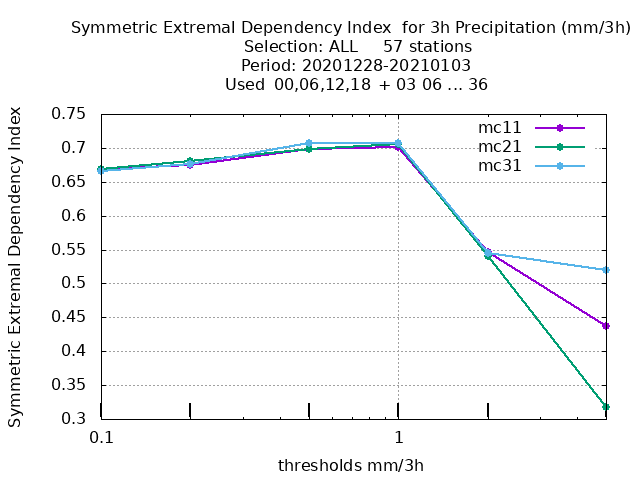 Symmetric Extremal Dependency Index for 3h Precipitation (mm/3h)
Selection: ALL 57 stations
Period: 20201228-20210103
Used 00,06,12,18 + 03 06 ... 36
Symmetric Extremal Dependency Index
0.75
0.7
0.65
0.6
0.55
0.5
0.45
0.4
0.35
0.3
mc11
mc21
mc31
0.1
1
thresholds mm/3h